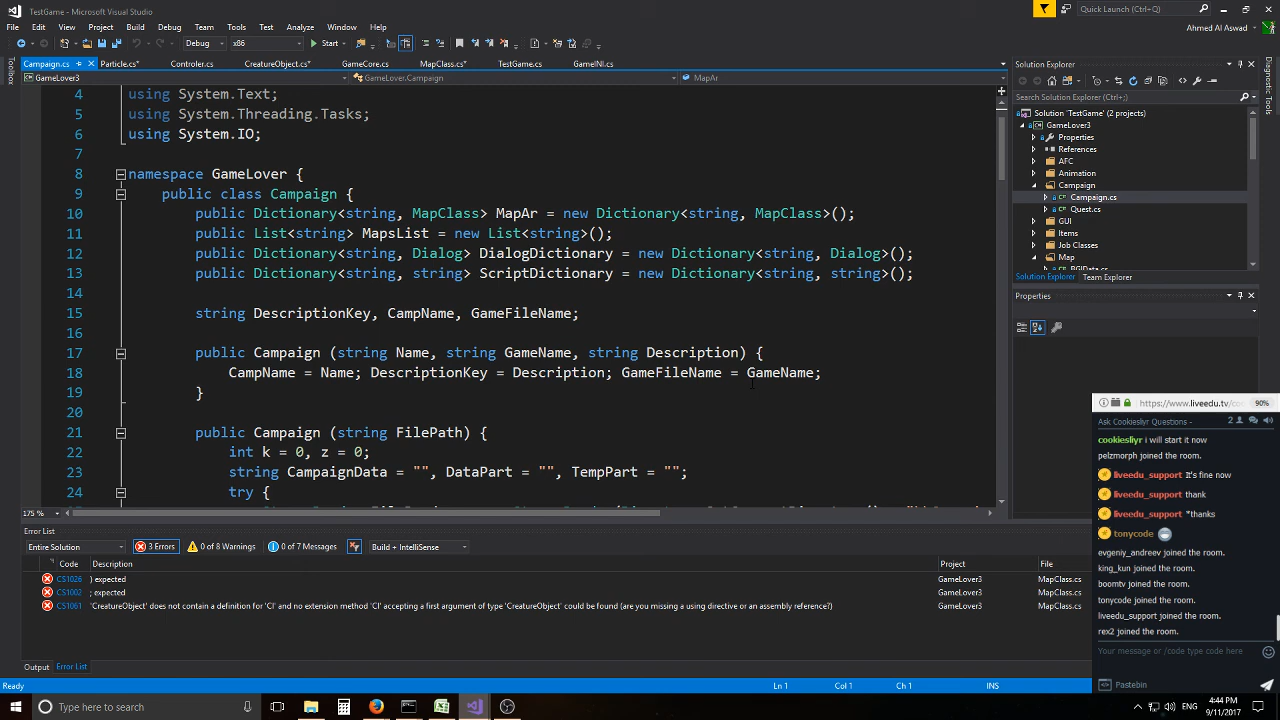 TestGame - Microsoft Visual Studio
Quick Launch (Ctrl+Q)
File Edit View Project Build Debug Team Tools Test Analyze Window Help
Ahmed Al Aswad
Debug x86 Start
Campaign.cs Particle.cs* Controler.cs CreatureObject.cs* GameCore.cs MapClass.cs* TestGame.cs GameINI.cs
GameLover3 GameLover.Campaign MapAr
Toolbox
4 using System.Text;
5 using System.Threading.Tasks;
6 using System.IO;
7
8 namespace GameLover {
9 public class Campaign {
10 public Dictionary<string, MapClass> MapAr = new Dictionary<string, MapClass>();
11 public List<string> MapsList = new List<string>();
12 public Dictionary<string, Dialog> DialogDictionary = new Dictionary<string, Dialog>();
13 public Dictionary<string, string> ScriptDictionary = new Dictionary<string, string>();
14
15 string DescriptionKey, CampName, GameFileName;
16
17 public Campaign (string Name, string GameName, string Description) {
18 CampName = Name; DescriptionKey = Description; GameFileName = GameName;
19 }
20
21 public Campaign (string FilePath) {
22 int k = 0, z = 0;
23 string CampaignData = "", DataPart = "", TempPart = "";
24 try {
175 %
Solution Explorer
Search Solution Explorer (Ctrl+;)
Solution 'TestGame' (2 projects)
GameLover3
Properties
References
AFC
Animation
Campaign
Campaign.cs
Quest.cs
GUI
Items
Job Classes
Map
Solution Explorer Team Explorer
Properties
Diagnostic Tools
Error List
Entire Solution 3 Errors 0 of 8 Warnings 0 of 7 Messages Build + IntelliSense
Code Description Project File
CS1026 ) expected GameLover3 MapClass.cs
CS1002 ; expected GameLover3 MapClass.cs
CS1061 'CreatureObject' does not contain a definition for 'CI' and no extension method 'CI' accepting a first argument of type 'CreatureObject' could be found (are you missing a using directive or an assembly reference?) GameLover3 MapClass.cs
Output Error List
Ready Ln 1 Col 1 Ch 1 INS
https://www.liveedu.tv/co 90%
Ask Cookiesliyr Questions - 2
cookiesliyr i will start it now
pelzmorph joined the room.
liveedu_support It's fine now
liveedu_support thank
liveedu_support *thanks
tonycode
evgeniy_andreev joined the room.
king_kun joined the room.
boomtv joined the room.
tonycode joined the room.
liveedu_support joined the room.
rex2 joined the room.
Your message or /code type code here
Pastebin
Type here to search
ENG
4:44 PM
9/11/2017